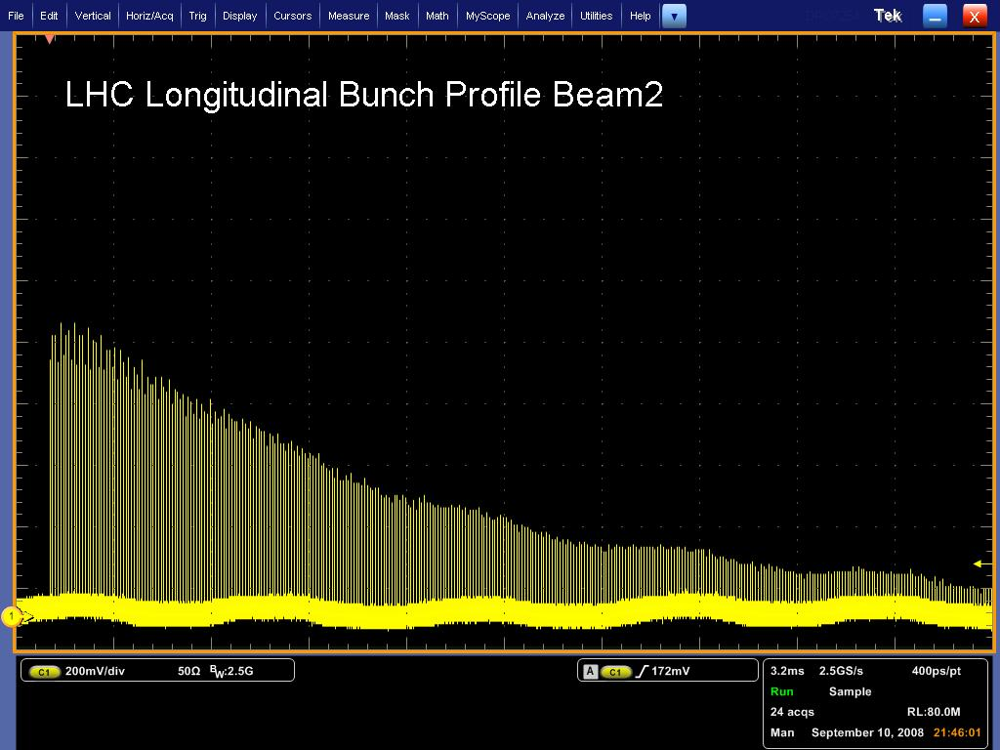 File Edit Vertical Horiz/Acq Trig Display Cursors Measure Mask Math MyScope Analyze Utilities Help Tek X
LHC Longitudinal Bunch Profile Beam2
1
C1 200mV/div 50Ω BW:2.5G
A C1 172mV
3.2ms 2.5GS/s 400ps/pt
Run Sample
24 acqs RL:80.0M
Man September 10, 2008 21:46:01